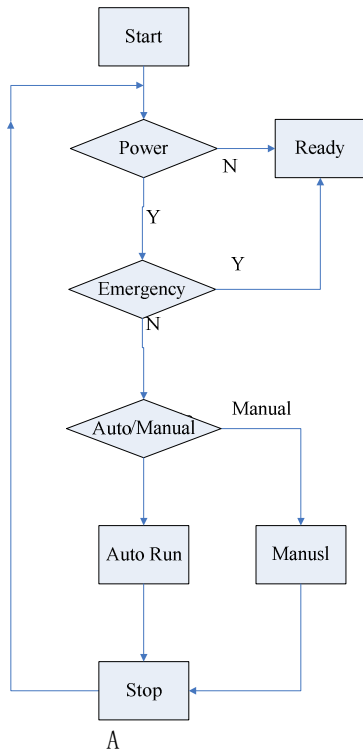 Start
Power
N
Ready
Y
Emergency
Y
N
Manual
Auto/Manual
Auto Run
Manusl
Stop
A